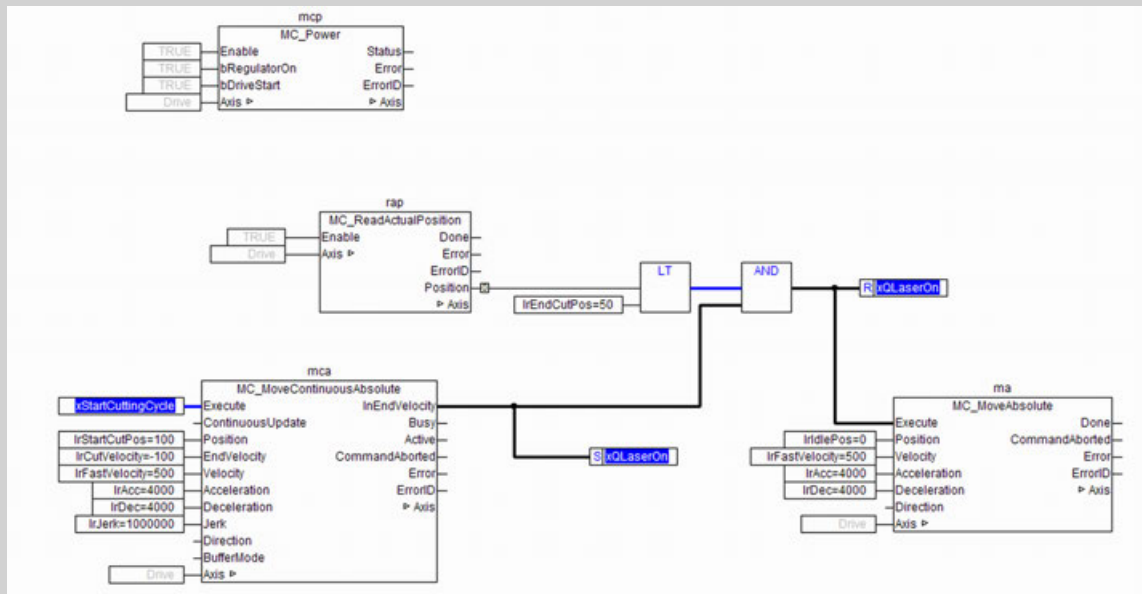 mcp
MC_Power
TRUE Enable Status
TRUE bRegulatorOn Error
TRUE bDriveStart ErrorID
Drive Axis Axis
rap
MC_ReadActualPosition
TRUE Enable Done
Drive Axis Error
ErrorID
Position
Axis
lrEndCutPos=50
LT
AND
R xQLaserOn
mca
MC_MoveContinuousAbsolute
xStartCuttingCycle Execute InEndVelocity
ContinuousUpdate Busy
lrStartCutPos=100 Position Active
lrCutVelocity=-100 EndVelocity CommandAborted
lrFastVelocity=500 Velocity Error
lrAcc=4000 Acceleration ErrorID
lrDec=4000 Deceleration Axis
lrJerk=1000000 Jerk
Direction
BufferMode
Drive Axis
S xQLaserOn
ma
MC_MoveAbsolute
Execute Done
lrIdlePos=0 Position CommandAborted
lrFastVelocity=500 Velocity Error
lrAcc=4000 Acceleration ErrorID
lrDec=4000 Deceleration Axis
Direction
Drive Axis